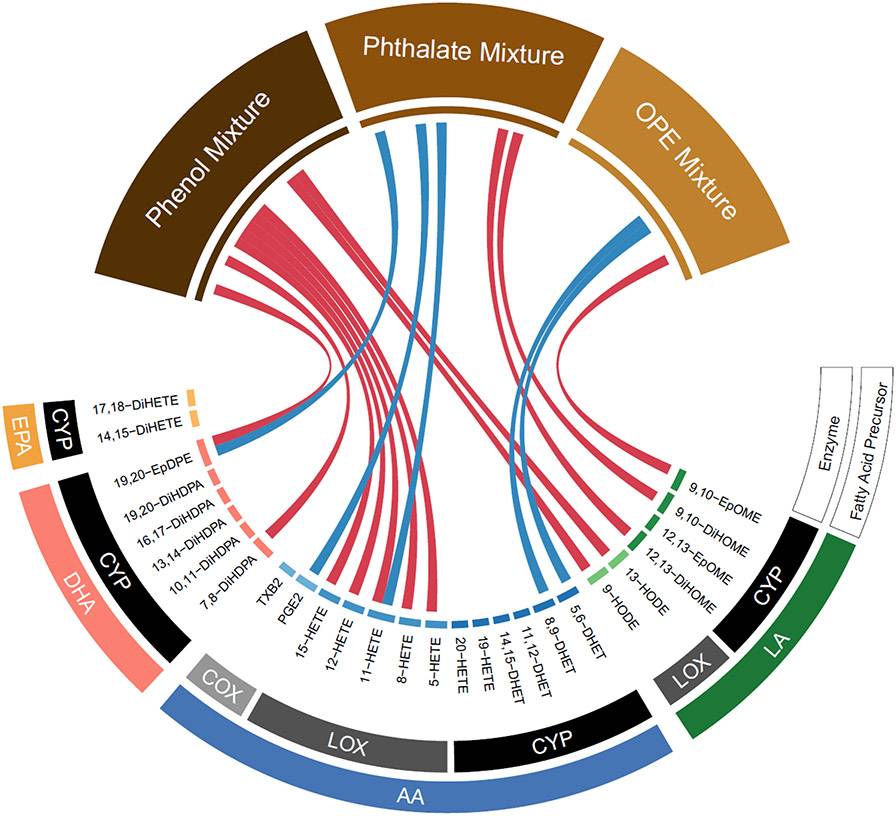 Phenol Mixture
Phthalate Mixture
OPE Mixture
EPA
CYP
17,18−DiHETE
14,15−DiHETE
19,20−EpDPE
19,20−DiHDPA
16,17−DiHDPA
13,14−DiHDPA
10,11−DiHDPA
7,8−DiHDPA
CYP
DHA
TXB2
PGE2
15−HETE
12−HETE
11−HETE
8−HETE
5−HETE
20−HETE
19−HETE
14,15−DHET
11,12−DHET
8,9−DHET
5,6−DHET
COX
LOX
CYP
AA
9−HODE
13−HODE
12,13−DiHOME
12,13−EpOME
9,10−DiHOME
9,10−EpOME
LOX
CYP
LA
Enzyme
Fatty Acid Precursor